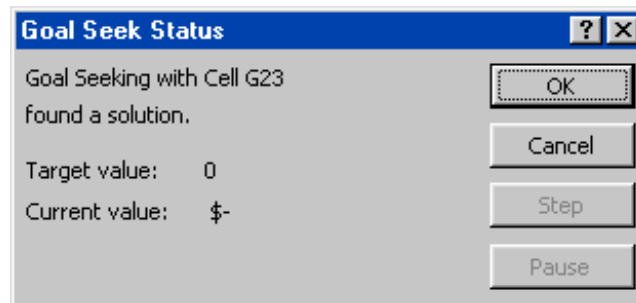 Goal Seek Status
? ×
Goal Seeking with Cell G23
found a solution.
Target value: 0
Current value: $-
OK
Cancel
Step
Pause